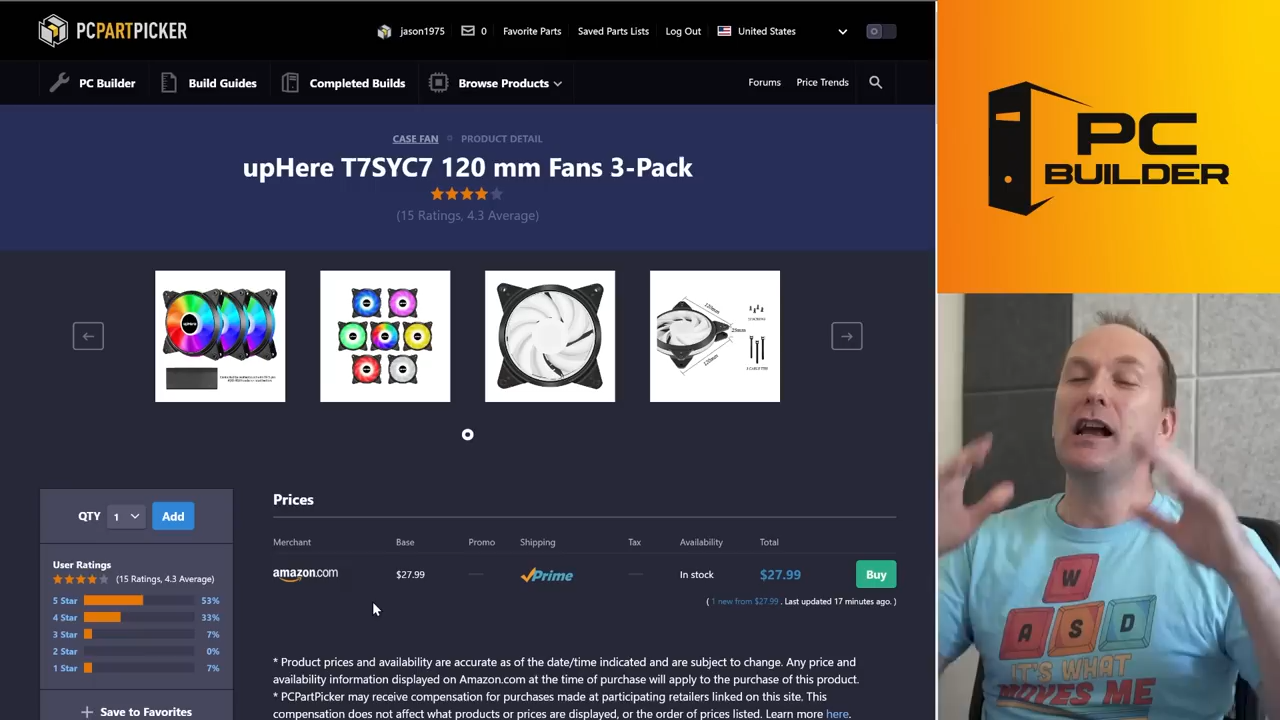 PCPARTPICKER
jason1975
0
Favorite Parts
Saved Parts Lists
Log Out
United States
PC Builder
Build Guides
Completed Builds
Browse Products
Forums
Price Trends
CASE FAN
PRODUCT DETAIL
upHere T7SYC7 120 mm Fans 3-Pack
(15 Ratings, 4.3 Average)
upHere
120mm
25mm
120mm
QTY 1 Add
User Ratings
(15 Ratings, 4.3 Average)
5 Star 53%
4 Star 33%
3 Star 7%
2 Star 0%
1 Star 7%
Save to Favorites
Prices
Merchant Base Promo Shipping Tax Availability Total
amazon.com $27.99 — Prime — In stock $27.99 Buy
( 1 new from $27.99 . Last updated 17 minutes ago. )
* Product prices and availability are accurate as of the date/time indicated and are subject to change. Any price and
availability information displayed on Amazon.com at the time of purchase will apply to the purchase of this product.
* PCPartPicker may receive compensation for purchases made at participating retailers linked on this site. This
compensation does not affect what products or prices are displayed, or the order of prices listed. Learn more here.
PC
BUILDER
W
A S D
IT'S WHAT
MOVES ME